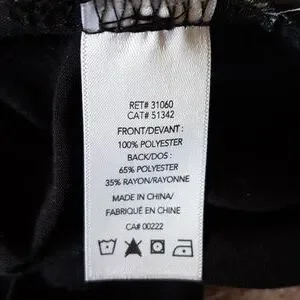 RET# 31060
CAT# 51342
FRONT/DEVANT :
100% POLYESTER
BACK/DOS :
65% POLYESTER
35% RAYON/RAYONNE
MADE IN CHINA/
FABRIQUÉ EN CHINE
CA# 00222